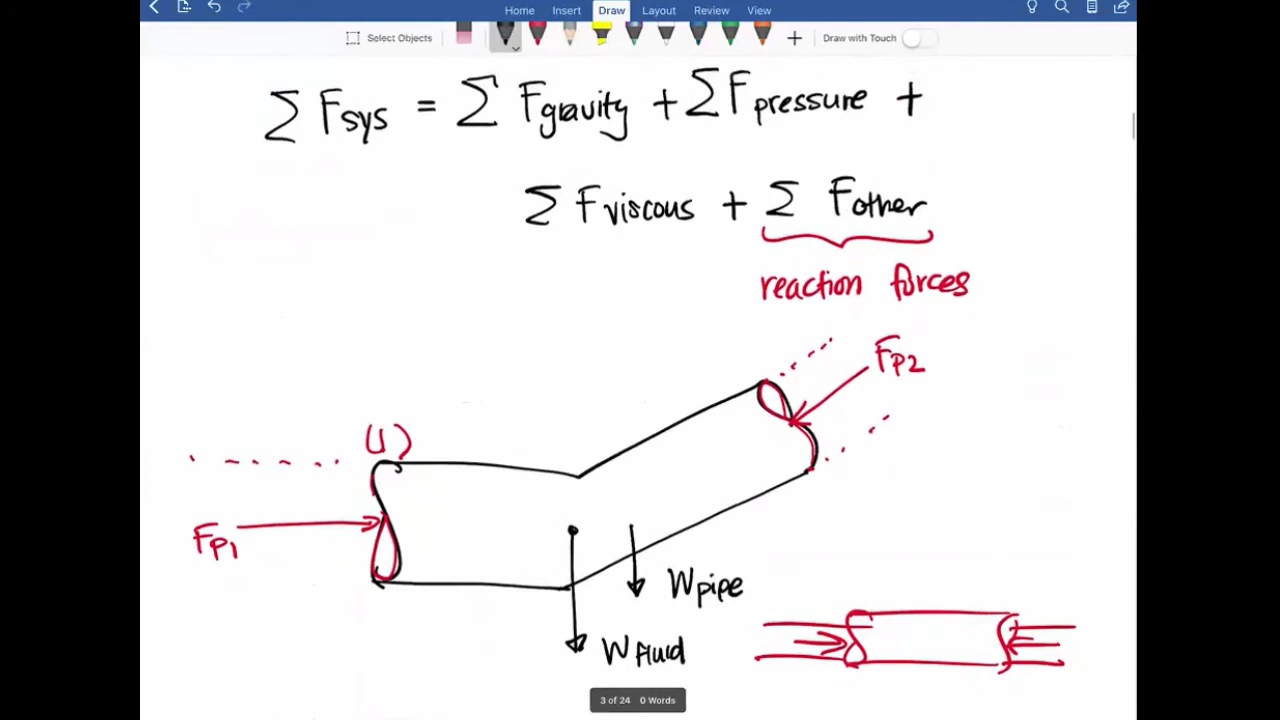 Home Insert Draw Layout Review View
Select Objects
Draw with Touch
Σ Fsys = Σ Fgravity + Σ Fpressure +
Σ Fviscous + Σ Fother
reaction forces
Fp2
(1)
Fp1
Wpipe
Wfluid
3 of 24 0 Words